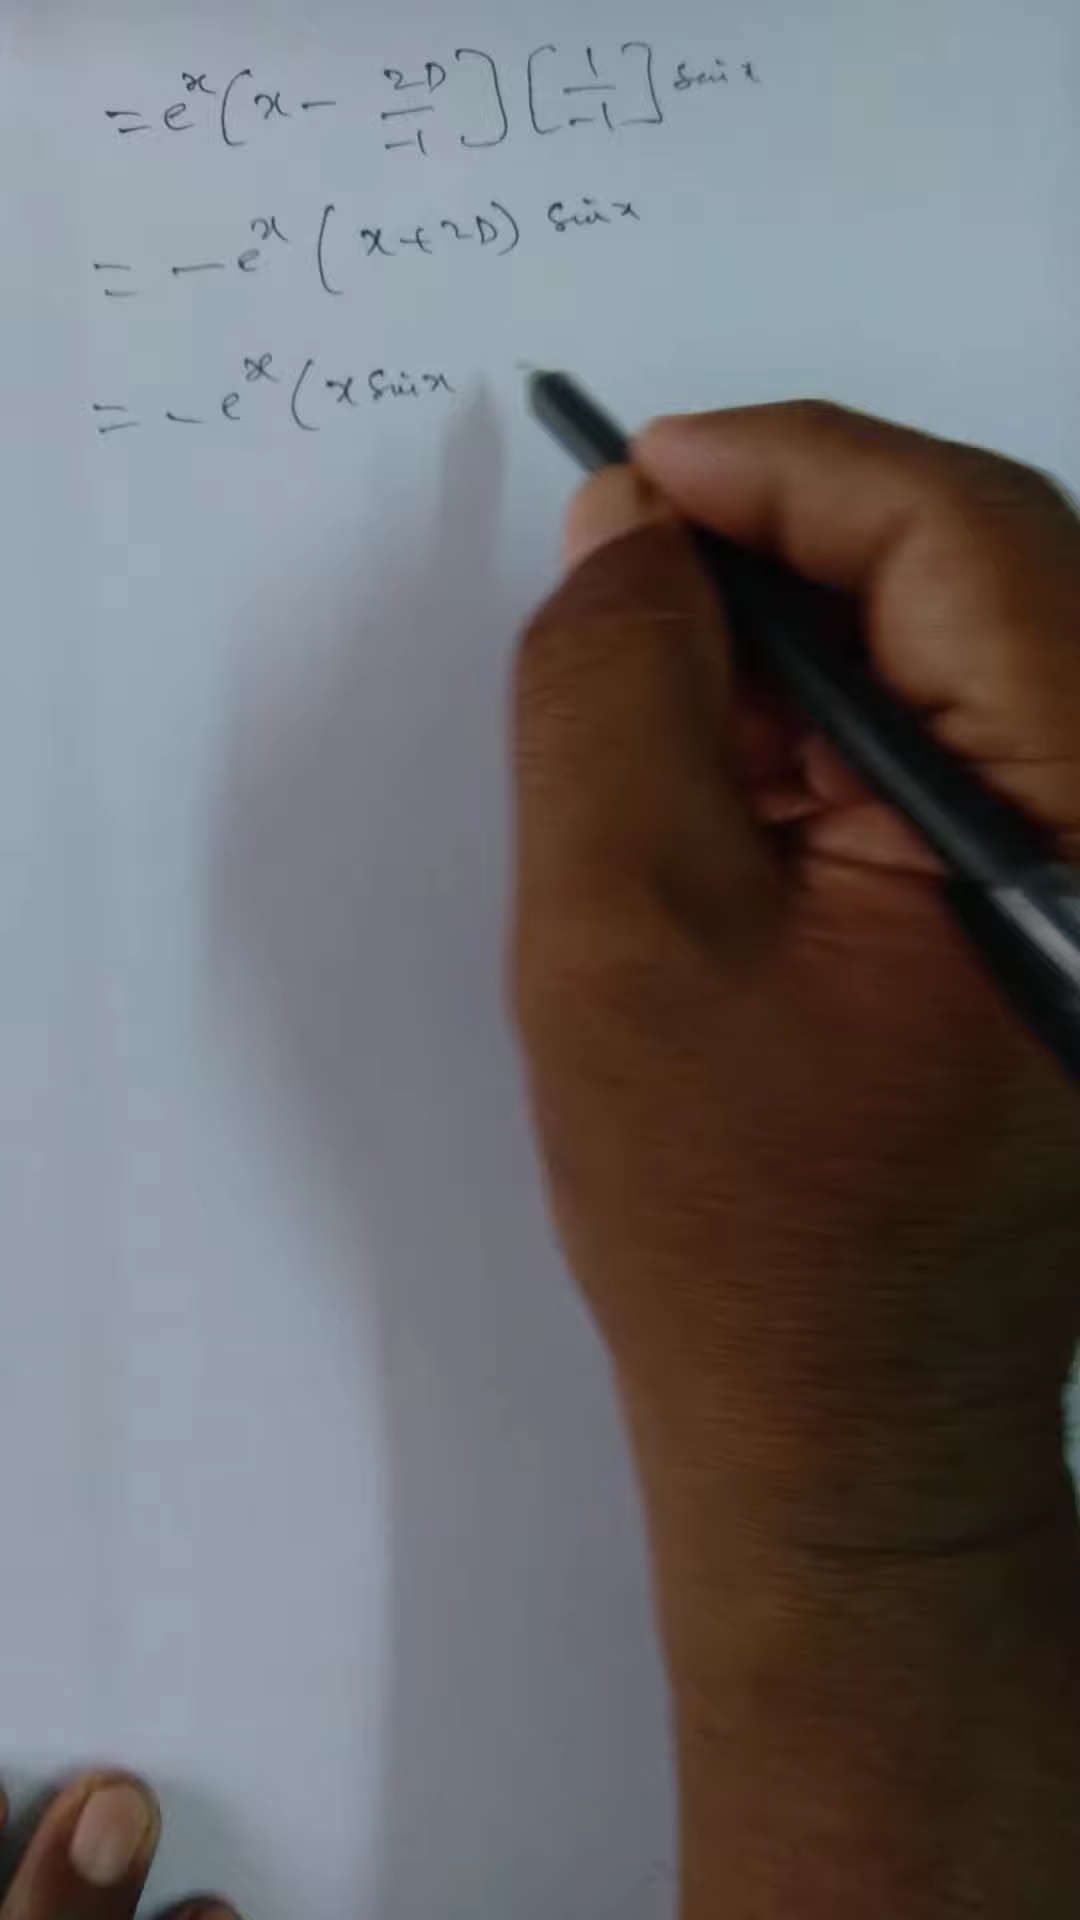 = e^x (x - 2D/-1] [1/-1] sin x
= - e^x (x + 2D) sin x
= - e^x (x sin x